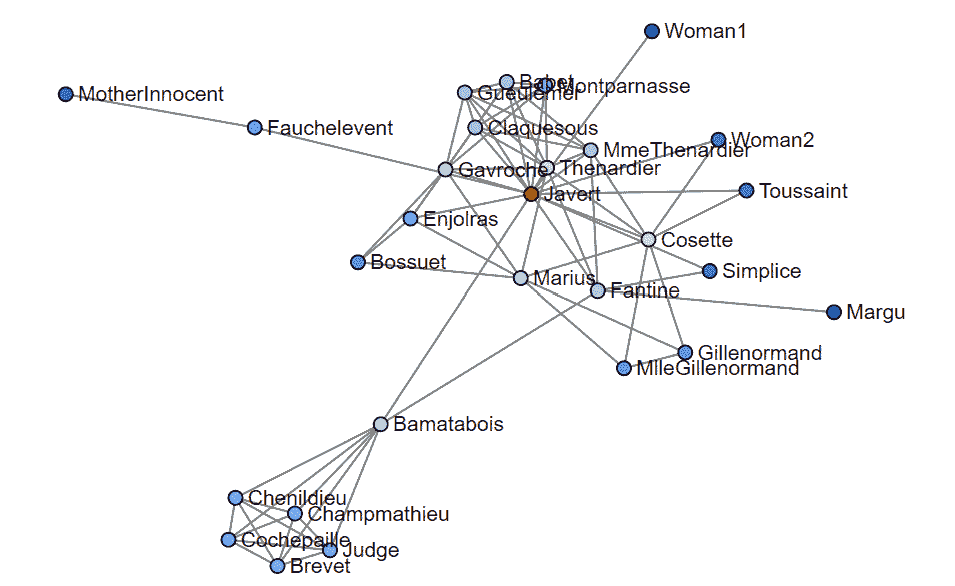 Woman1
Babet
Montparnasse
MotherInnocent
Gueulemer
Fauchelevent
Claquesous
Woman2
MmeThenardier
Gavroche
Thenardier
Javert
Toussaint
Enjolras
Cosette
Bossuet
Simplice
Marius
Fantine
Margu
Gillenormand
MlleGillenormand
Bamatabois
Chenildieu
Champmathieu
Cochepaille
Judge
Brevet